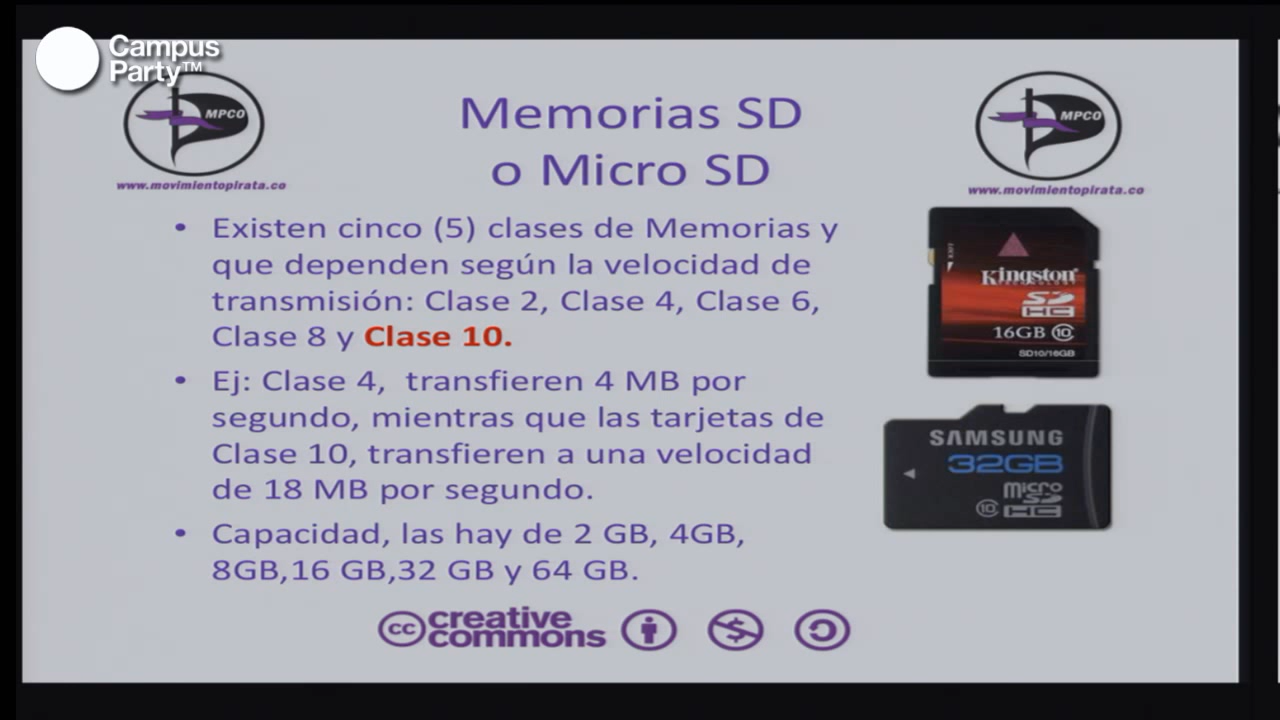 Campus
Party™
MPCO
www.movimientopirata.co
Memorias SD
o Micro SD
MPCO
www.movimientopirata.co
• Existen cinco (5) clases de Memorias y
que dependen según la velocidad de
transmisión: Clase 2, Clase 4, Clase 6,
Clase 8 y Clase 10.
• Ej: Clase 4, transfieren 4 MB por
segundo, mientras que las tarjetas de
Clase 10, transfieren a una velocidad
de 18 MB por segundo.
• Capacidad, las hay de 2 GB, 4GB,
8GB,16 GB,32 GB y 64 GB.
Kingston
TECHNOLOGY
SD
HC
16GB 10
SD10/16GB
SAMSUNG
32GB
micro
SD
10 HC
cc creative
commons